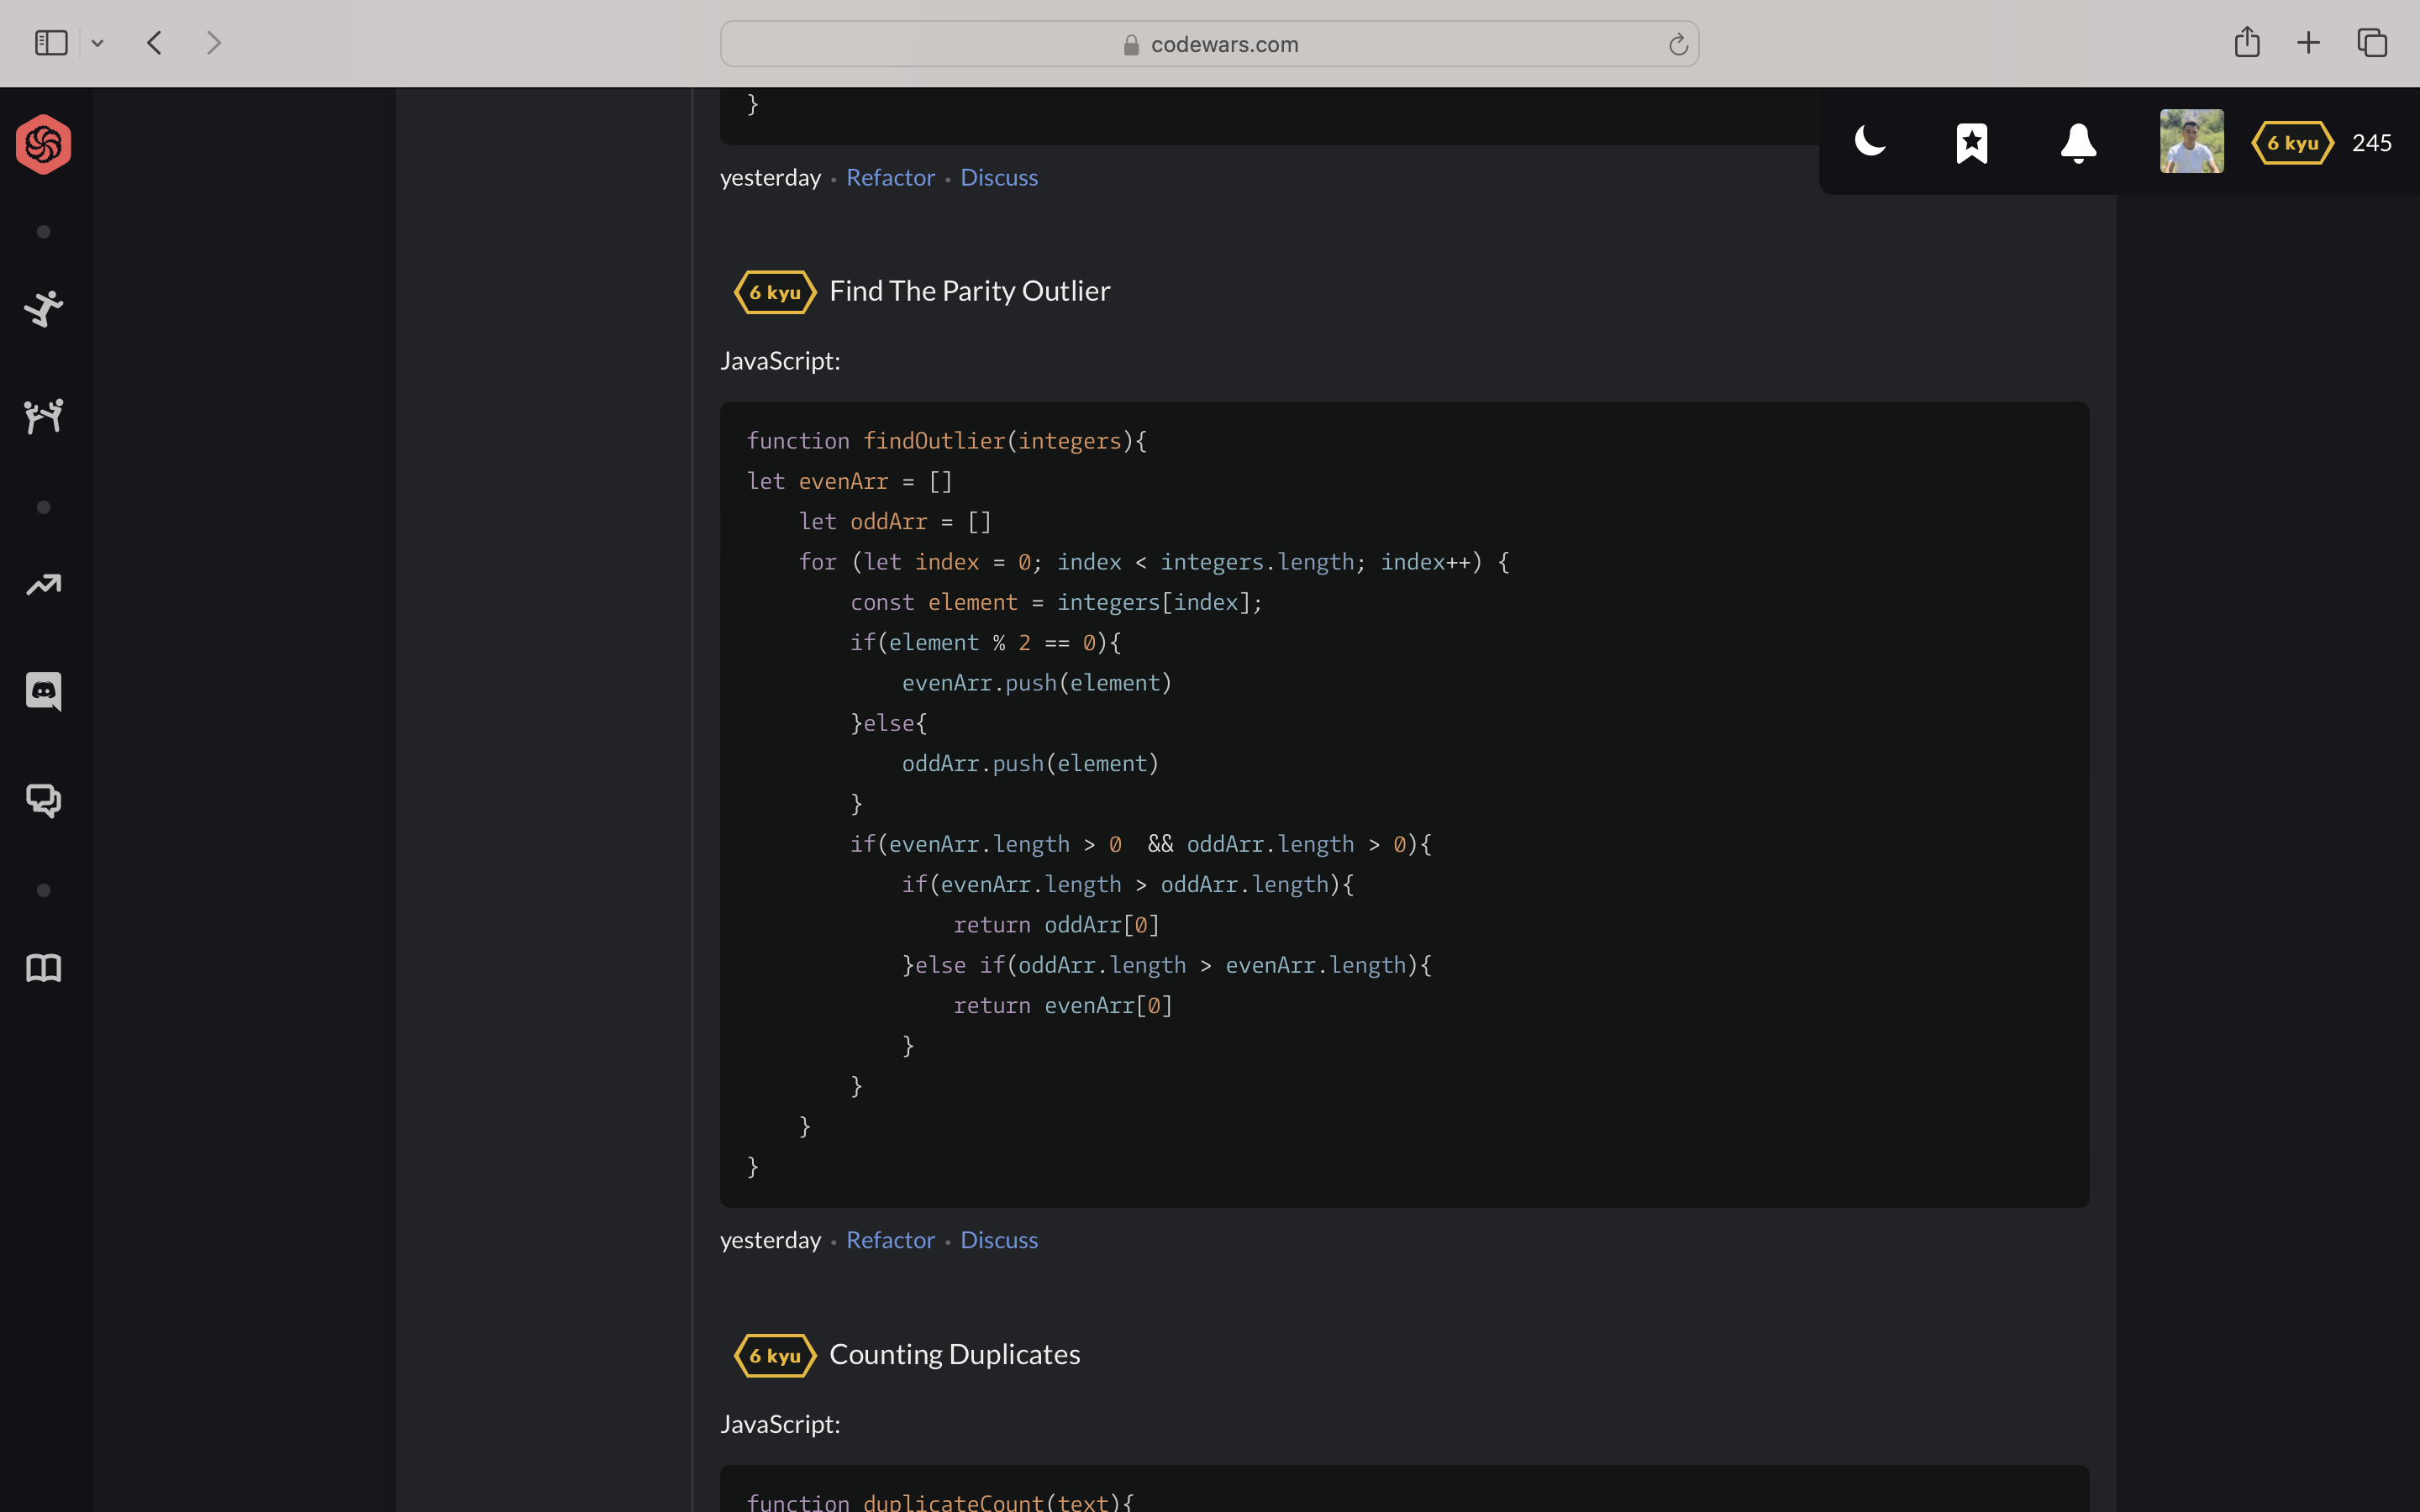 codewars.com
}
6 kyu 245
yesterday • Refactor • Discuss
6 kyu Find The Parity Outlier
JavaScript:
function findOutlier(integers){
let evenArr = []
    let oddArr = []
    for (let index = 0; index < integers.length; index++) {
        const element = integers[index];
        if(element % 2 == 0){
            evenArr.push(element)
        }else{
            oddArr.push(element)
        }
        if(evenArr.length > 0  && oddArr.length > 0){
            if(evenArr.length > oddArr.length){
                return oddArr[0]
            }else if(oddArr.length > evenArr.length){
                return evenArr[0]
            }
        }
    }
}
yesterday • Refactor • Discuss
6 kyu Counting Duplicates
JavaScript:
function duplicateCount(text){